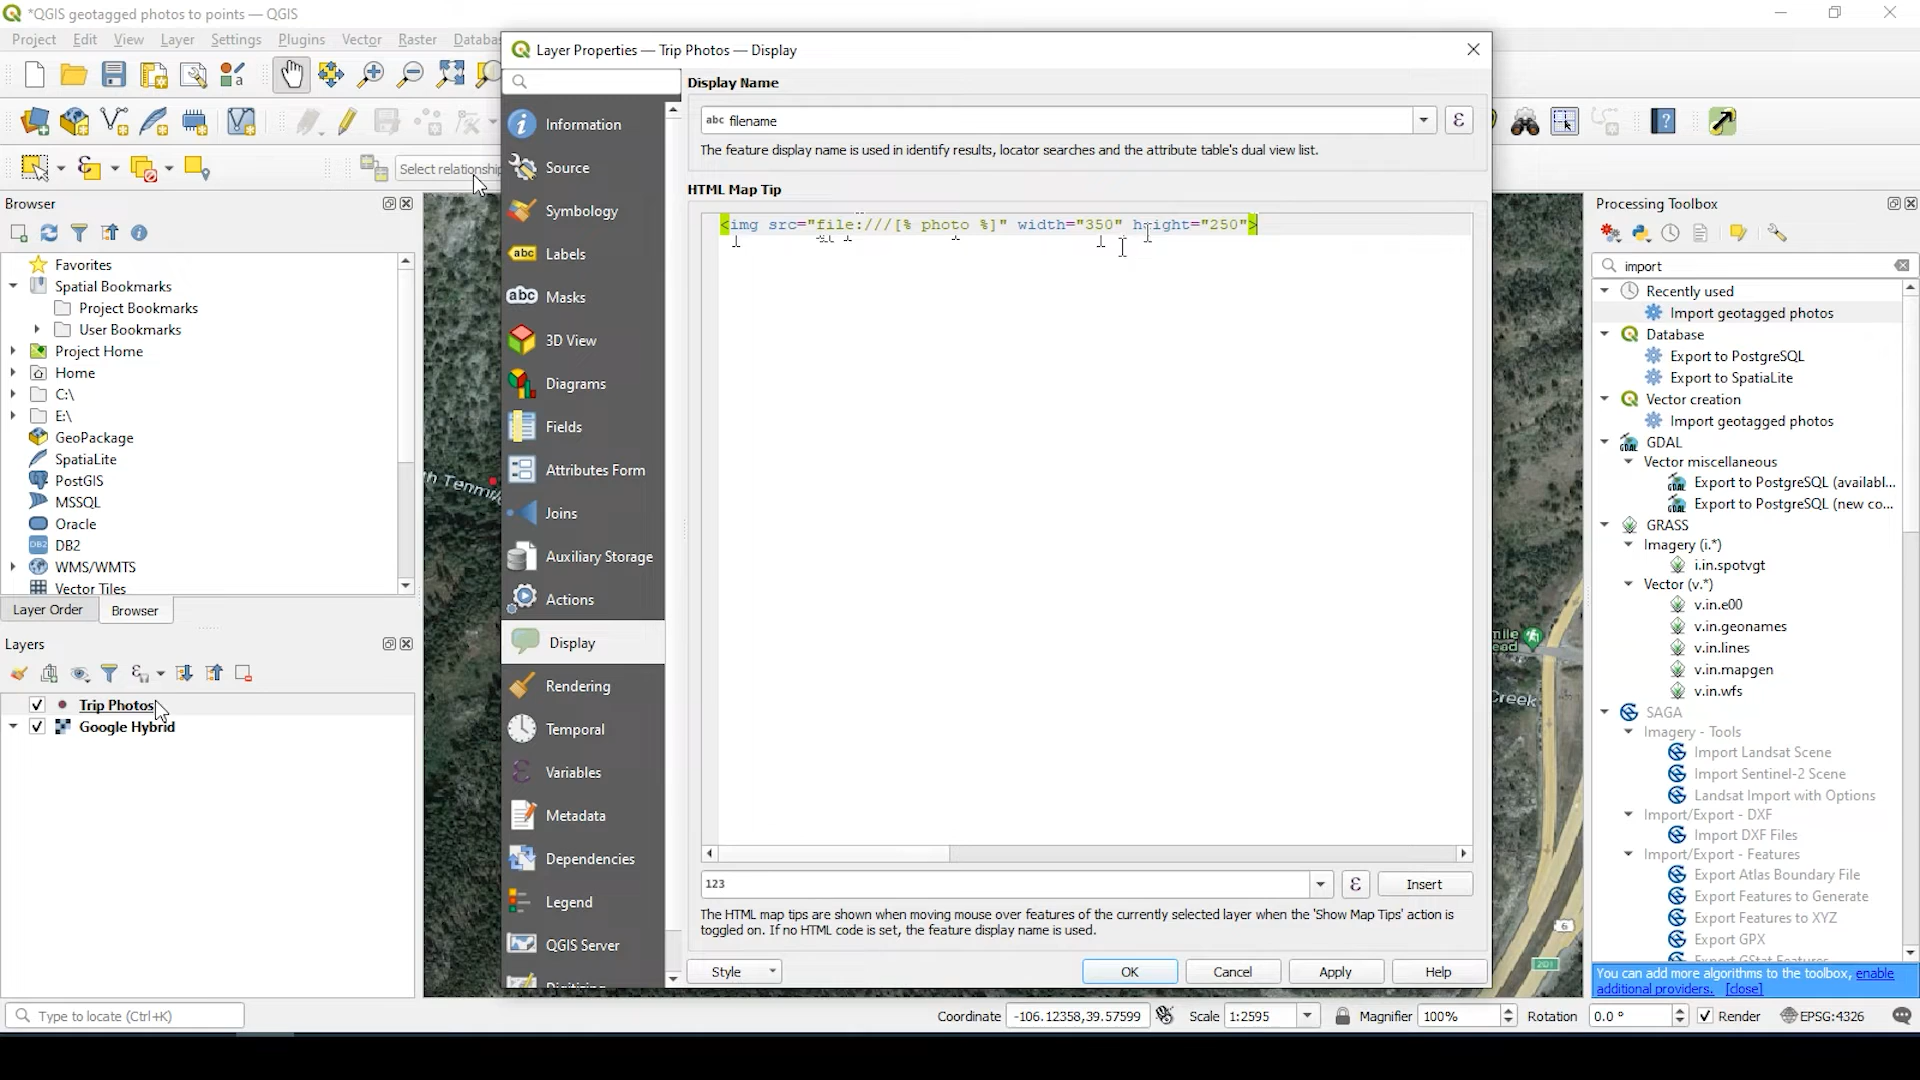 *QGIS geotagged photos to points — QGIS
Project Edit View Layer Settings Plugins Vector Raster Databas
Select relationship
Browser
Favorites
Spatial Bookmarks
Project Bookmarks
User Bookmarks
Project Home
Home
C:\
E:\
GeoPackage
SpatiaLite
PostGIS
MSSQL
Oracle
DB2
WMS/WMTS
Vector Tiles
Layer Order Browser
Layers
Trip Photos
Google Hybrid
Type to locate (Ctrl+K)
Layer Properties — Trip Photos — Display
Information
Source
Symbology
abc Labels
abc Masks
3D View
Diagrams
Fields
Attributes Form
Joins
Auxiliary Storage
Actions
Display
Rendering
Temporal
Variables
Metadata
Dependencies
Legend
QGIS Server
Digitizing
Display Name
abc filename
ε
The feature display name is used in identify results, locator searches and the attribute table's dual view list.
HTML Map Tip
<img src="file:///[% photo %]" width="350" height="250">
123
ε
Insert
The HTML map tips are shown when moving mouse over features of the currently selected layer when the 'Show Map Tips' action is
toggled on. If no HTML code is set, the feature display name is used.
Style OK Cancel Apply Help
Creek
6
201
Processing Toolbox
import
Recently used
Import geotagged photos
Database
Export to PostgreSQL
Export to SpatiaLite
Vector creation
Import geotagged photos
GDAL
Vector miscellaneous
Export to PostgreSQL (availabl...
Export to PostgreSQL (new co...
GRASS
Imagery (i.*)
i.in.spotvgt
Vector (v.*)
v.in.e00
v.in.geonames
v.in.lines
v.in.mapgen
v.in.wfs
SAGA
Imagery - Tools
Import Landsat Scene
Import Sentinel-2 Scene
Landsat Import with Options
Import/Export - DXF
Import DXF Files
Import/Export - Features
Export Atlas Boundary File
Export Features to Generate
Export Features to XYZ
Export GPX
Export GStat Features
You can add more algorithms to the toolbox, enable
additional providers. [close]
Coordinate -106.12358,39.57599 Scale 1:2595 Magnifier 100% Rotation 0.0 ° Render EPSG:4326